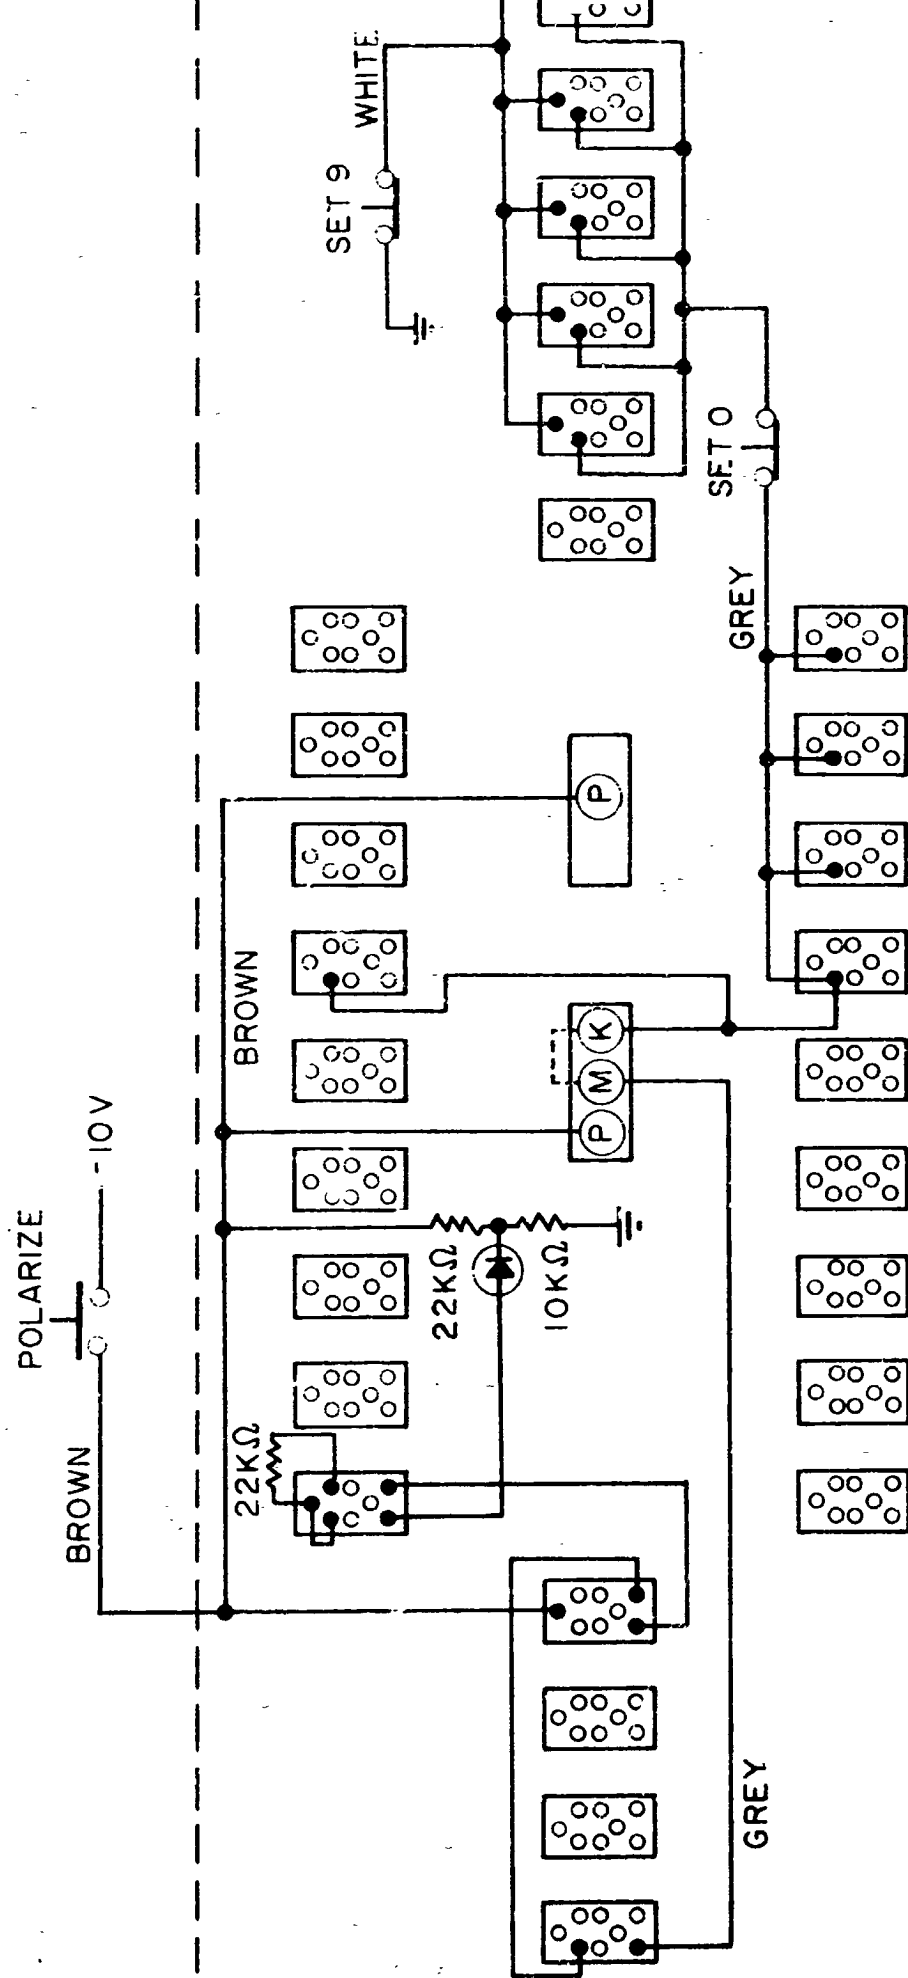 WHITE
SET 9
SET 0
GREY
P
BROWN
K
M
P
-10V
POLARIZE
22KΩ
10KΩ
22KΩ
BROWN
GREY